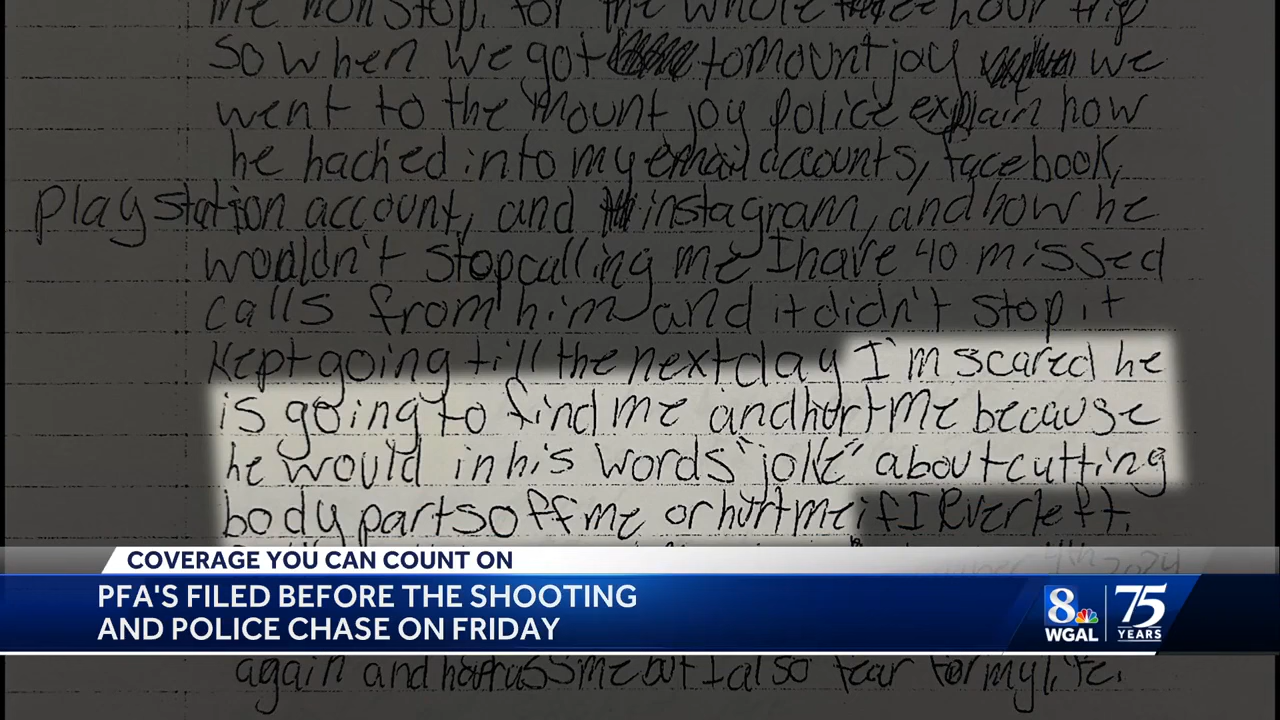 me nonstop. for the whole hour trip
so when we got to mount joy we
went to the mount joy police explain how
he hacked into my email accounts, facebook,
playstation account, and instagram, and how he
wouldn't stop calling me I have 40 missed
calls from him and it didn't stop it
kept going till the next day I'm scared he
is going to find me and hurt me because
he would in his words "joke" about cutting
body parts off me or hurt me if I ever left.
4th 2024
COVERAGE YOU CAN COUNT ON
PFA'S FILED BEFORE THE SHOOTING
AND POLICE CHASE ON FRIDAY
8 WGAL 75 YEARS
again and harrass me but I also fear for my life.